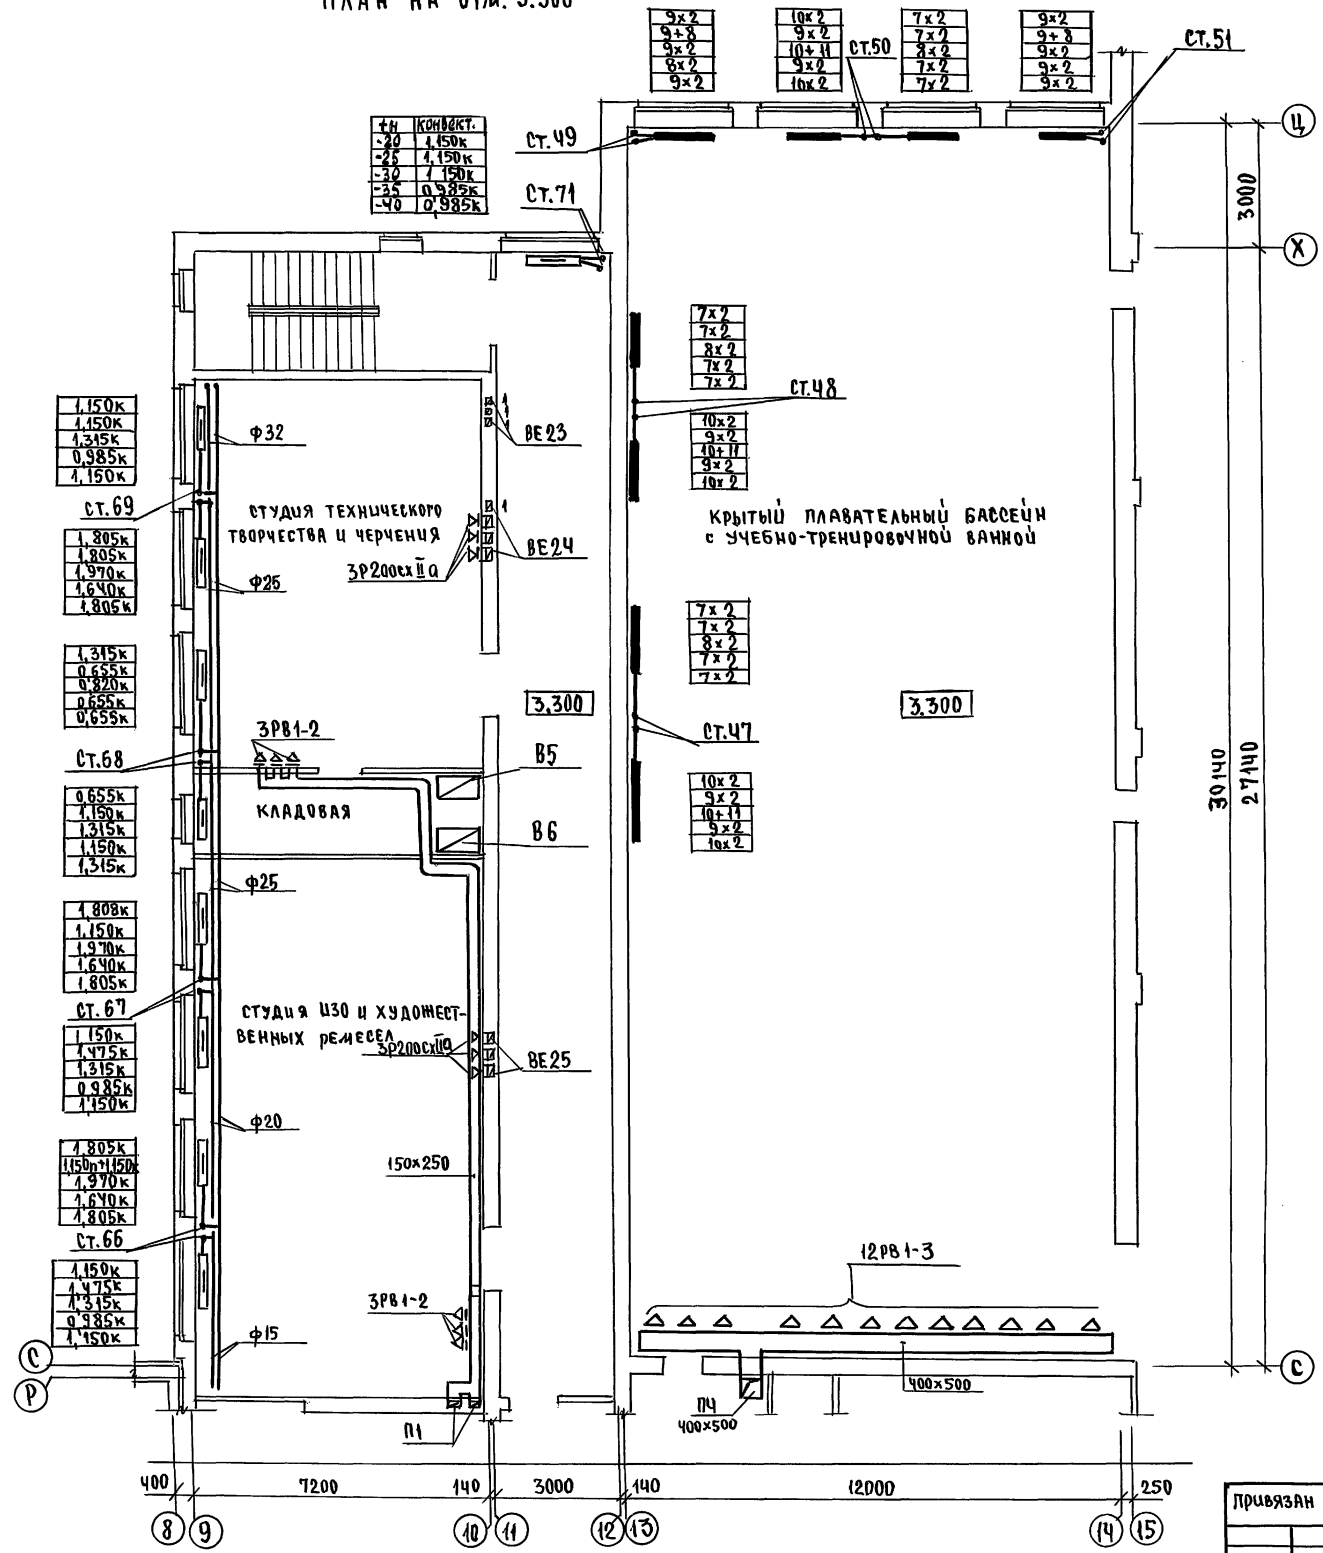 ПЛАН НА ОТМ. 3.300
9x2
9+8
9x2
8x2
9x2
10x2
9x2
10+11
9x2
10x2
СТ.50
7x2
7x2
8x2
7x2
7x2
9x2
9+8
9x2
9x2
9x2
СТ.51
tн КОНВЕКТ.
-20 1,150к
-25 1,150к
-30 1,150к
-35 0,985к
-40 0,985к
СТ.49
СТ.71
Ц
3000
Х
7x2
7x2
8x2
7x2
7x2
СТ.48
10x2
9x2
10+11
9x2
10x2
1,150к
1,150к
1,315к
0,985к
1,150к
ф32
1
1
1
ВЕ23
СТ.69
СТУДИЯ ТЕХНИЧЕСКОГО
ТВОРЧЕСТВА И ЧЕРЧЕНИЯ
1
ВЕ24
3Р200сх II а
КРЫТЫЙ ПЛАВАТЕЛЬНЫЙ БАССЕЙН
С УЧЕБНО-ТРЕНИРОВОЧНОЙ ВАННОЙ
1,805к
1,805к
1,970к
1,640к
1,805к
ф25
7x2
7x2
8x2
7x2
7x2
1,315к
0,655к
0,820к
0,655к
0,655к
3.300
3.300
СТ.68
3РВ1-2
СТ.47
В5
30140
27140
10x2
9x2
10+11
9x2
10x2
0,655к
1,150к
1,315к
1,150к
1,315к
КЛАДОВАЯ
В6
ф25
1,808к
1,150к
1,970к
1,640к
1,805к
СТ.67
СТУДИЯ ИЗО И ХУДОЖЕСТ-
ВЕННЫХ РЕМЕСЕЛ
3Р200СхIIа
ВЕ25
1,150к
1,475к
1,315к
0,985к
1,150к
ф20
1,805к
1,150п+1,150к
1,970к
1,640к
1,805к
150x250
СТ.66
1,150к
1,475к
1,315к
0,985к
1,150к
12РВ1-3
3РВ1-2
ф15
С
Р
С
400x500
П4
400x500
П1
400
7200
140
3000
140
12000
250
8
9
10
11
12
13
14
15
ПРИВЯЗАН